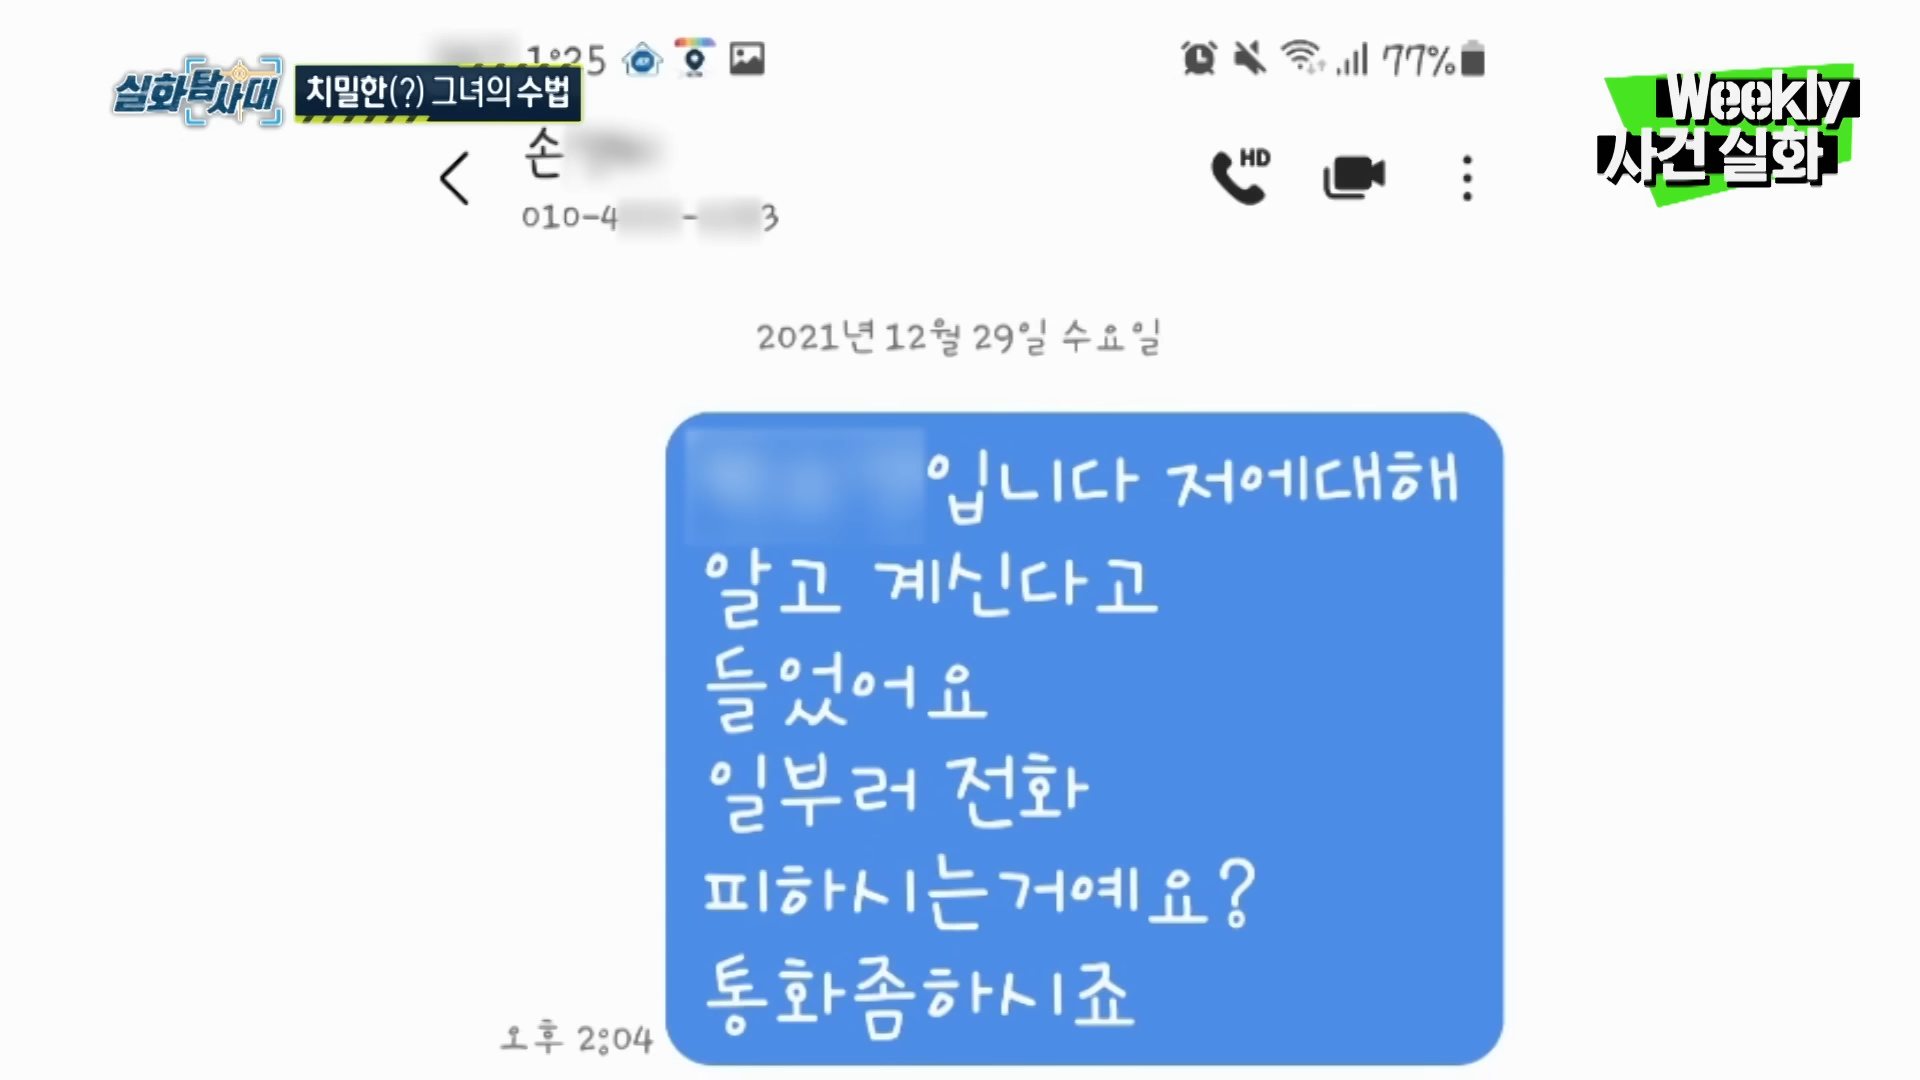 1:25
77%
실화탐사대
치밀한(?) 그녀의 수법
Weekly
사건 실화
손
HD
010-4 - 3
2021년 12월 29일 수요일
입니다 저에대해
알고 계신다고
들었어요
일부러 전화
피하시는거예요?
통화좀하시죠
오후 2:04